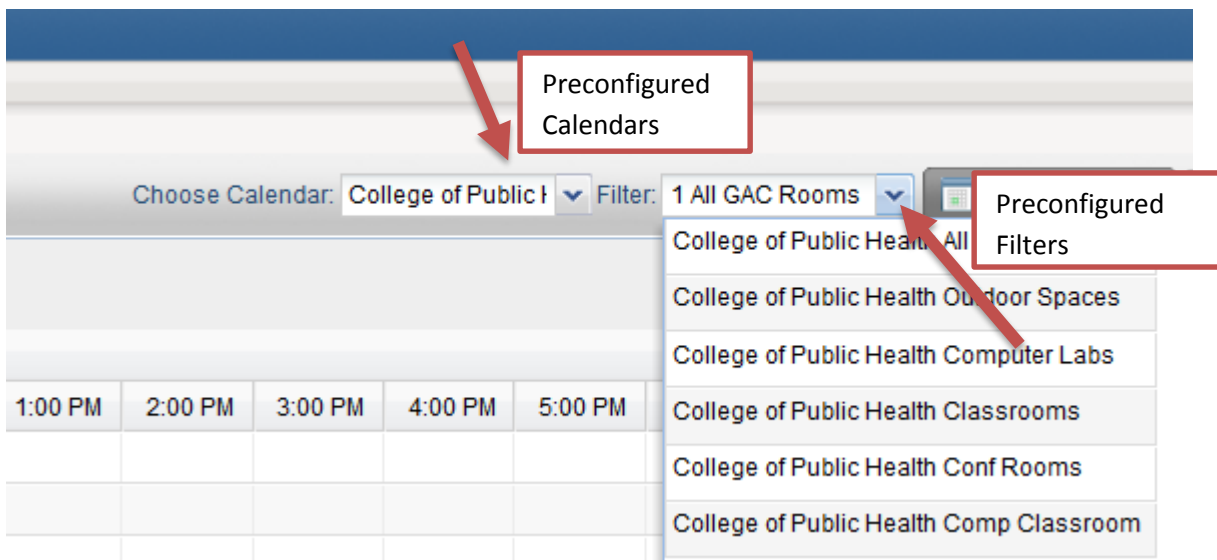 Preconfigured
Calendars
Choose Calendar: College of Public Filter: 1 All GAC Rooms
Preconfigured
Filters
College of Public Health All
College of Public Health Outdoor Spaces
College of Public Health Computer Labs
1:00 PM 2:00 PM 3:00 PM 4:00 PM 5:00 PM
College of Public Health Classrooms
College of Public Health Conf Rooms
College of Public Health Comp Classroom